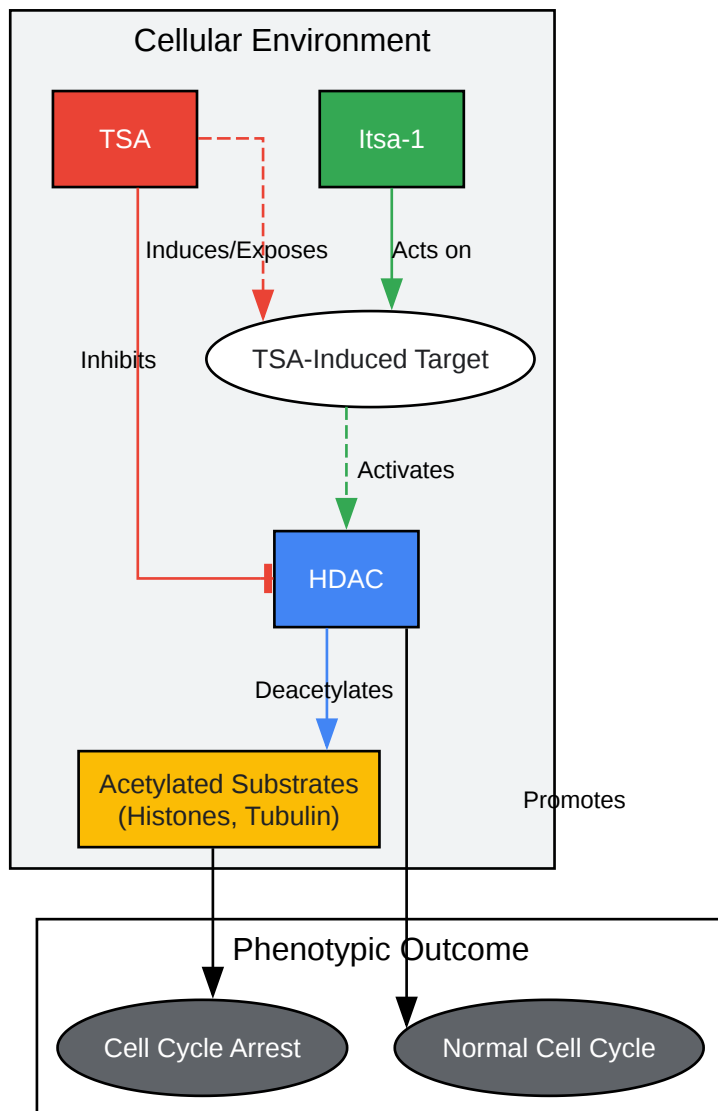 Cellular Environment
TSA
Itsa-1
Induces/Exposes
Acts on
Inhibits
TSA-Induced Target
Activates
HDAC
Deacetylates
Acetylated Substrates
(Histones, Tubulin)
Promotes
Phenotypic Outcome
Cell Cycle Arrest
Normal Cell Cycle